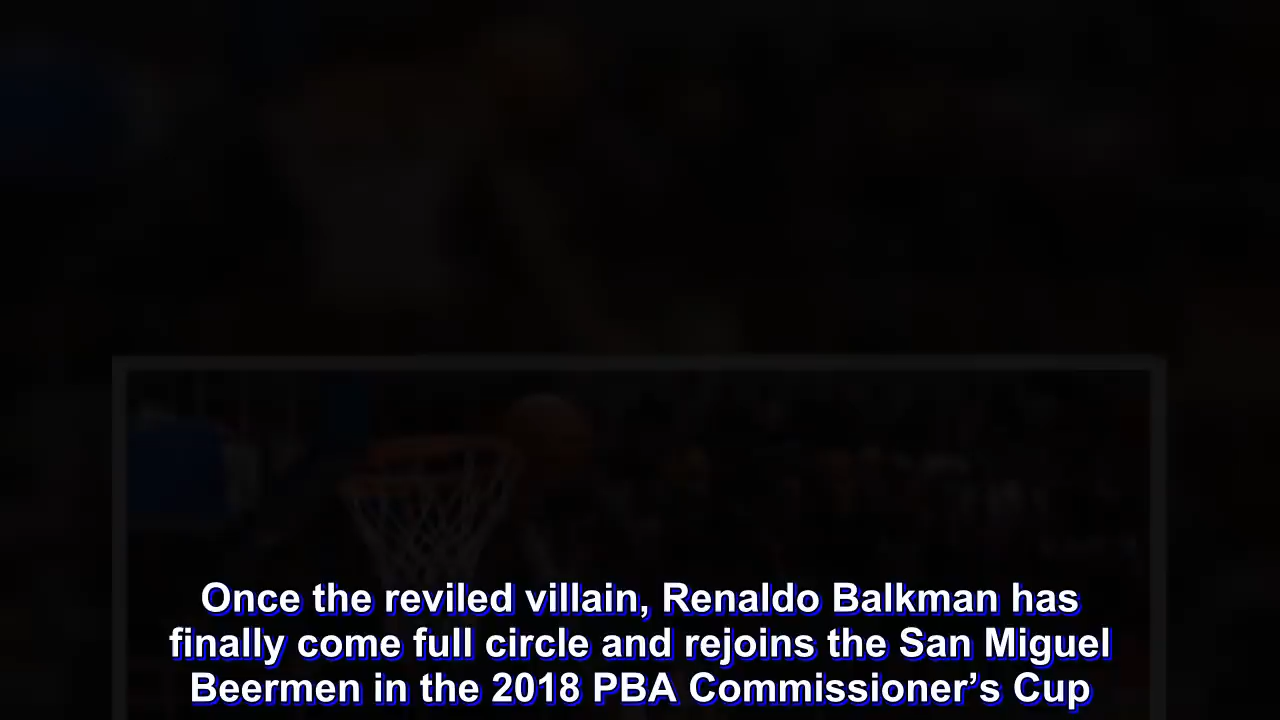 Once the reviled villain, Renaldo Balkman has
finally come full circle and rejoins the San Miguel
Beermen in the 2018 PBA Commissioner’s Cup